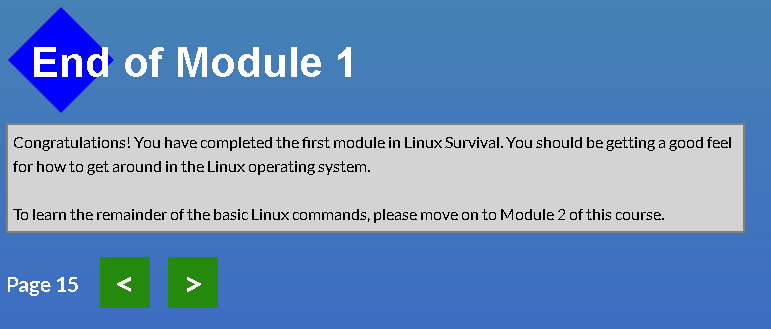 End of Module 1
Congratulations! You have completed the first module in Linux Survival. You should be getting a good feel
for how to get around in the Linux operating system.
To learn the remainder of the basic Linux commands, please move on to Module 2 of this course.
Page 15 < >